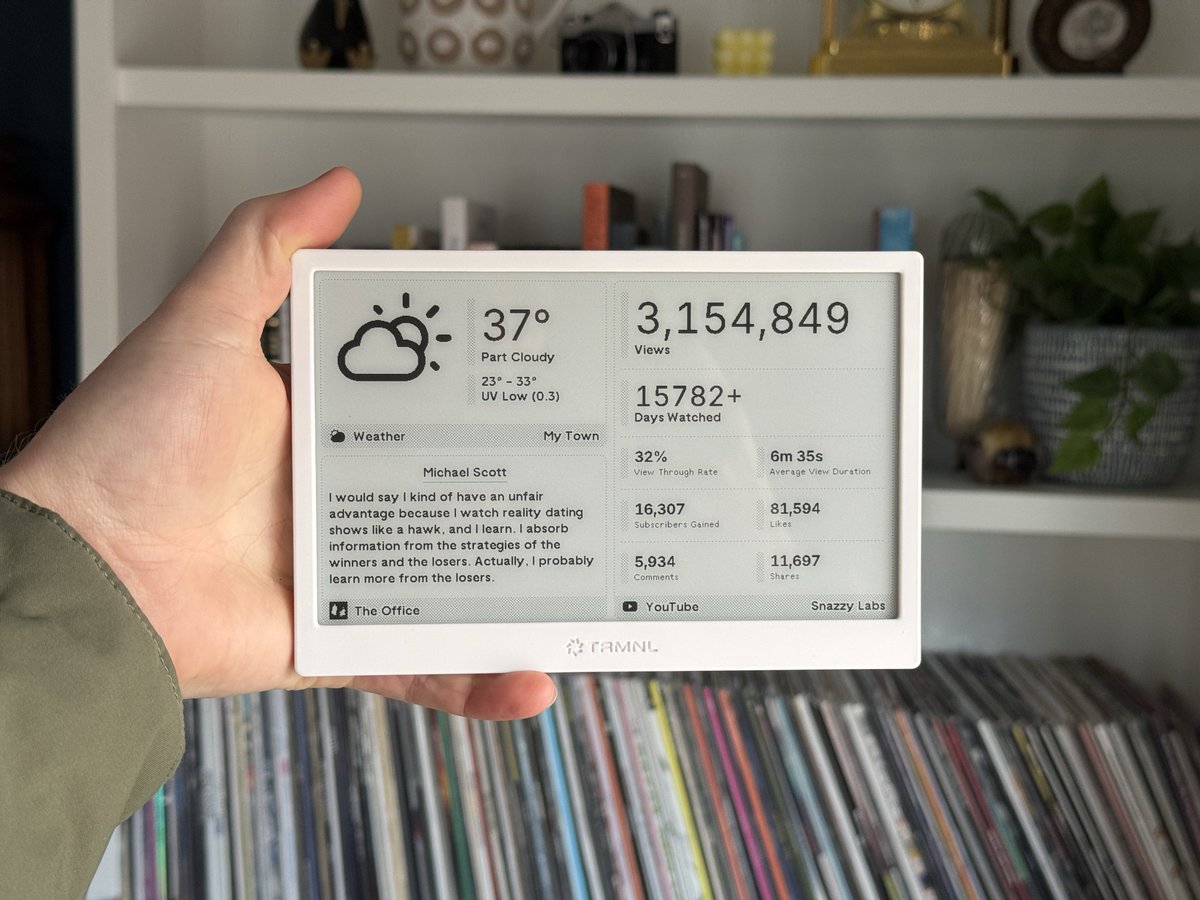 37°
Part Cloudy
23° - 33°
UV Low (0.3)
Weather
My Town
Michael Scott
I would say I kind of have an unfair
advantage because I watch reality dating
shows like a hawk, and I learn. I absorb
information from the strategies of the
winners and the losers. Actually, I probably
learn more from the losers.
The Office
3,154,849
Views
15782+
Days Watched
32%
View Through Rate
6m 35s
Average View Duration
16,307
Subscribers Gained
81,594
Likes
5,934
Comments
11,697
Shares
YouTube
Snazzy Labs
TRMNL